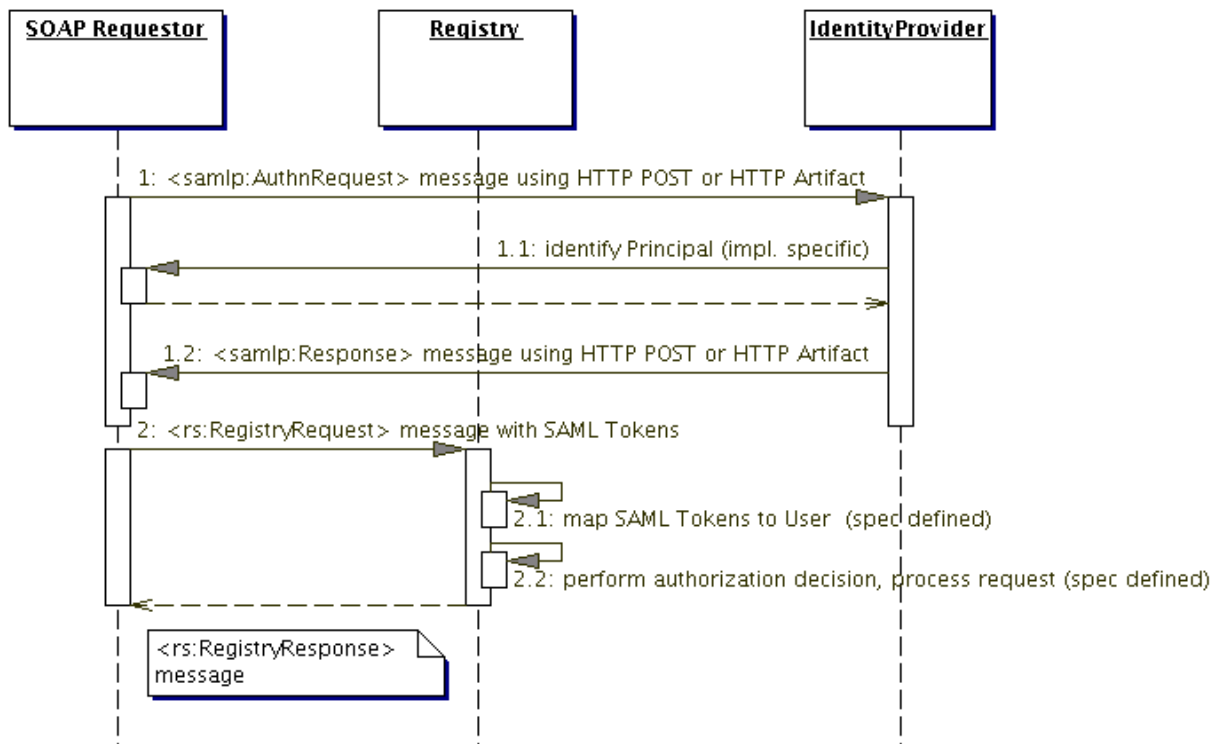 SOAP Requestor
Registry
IdentityProvider
1: <samlp:AuthnRequest> message using HTTP POST or HTTP Artifact
1.1: identify Principal (impl. specific)
1.2: <samlp:Response> message using HTTP POST or HTTP Artifact
2: <rs:RegistryRequest> message with SAML Tokens
2.1: map SAML Tokens to User (spec defined)
2.2: perform authorization decision, process request (spec defined)
<rs:RegistryResponse>
message